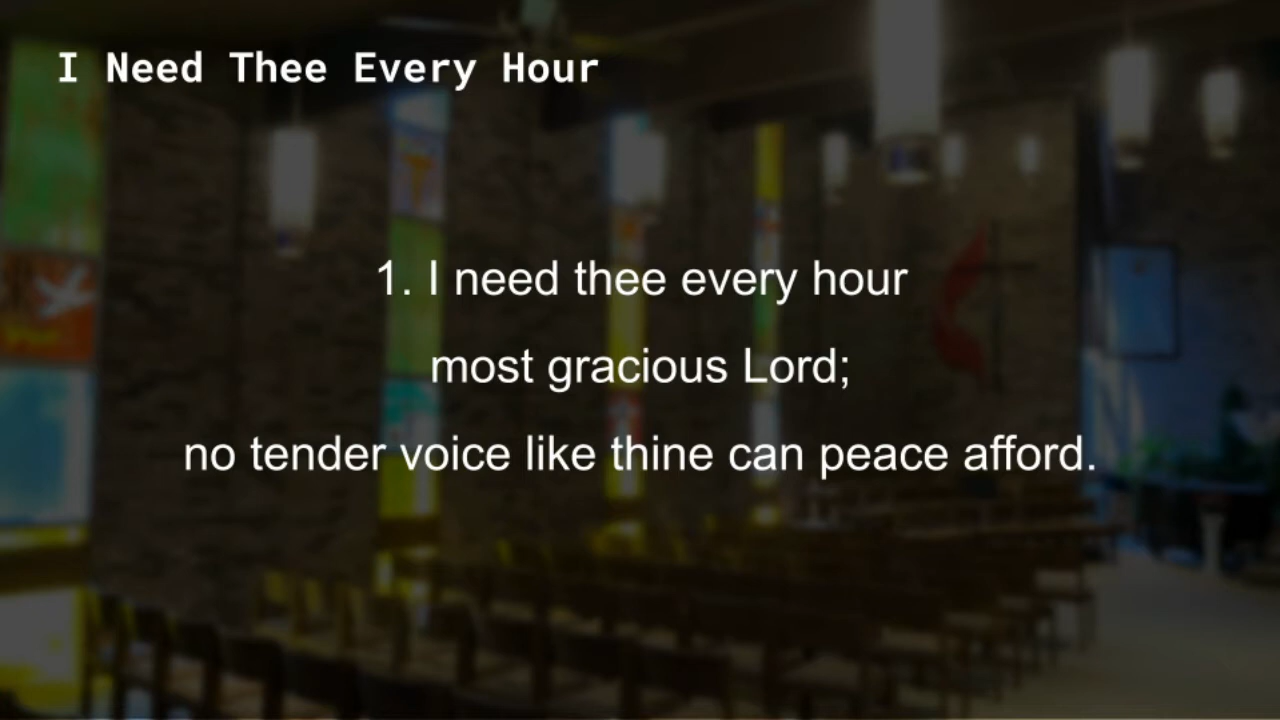 I Need Thee Every Hour
1. I need thee every hour
most gracious Lord;
no tender voice like thine can peace afford.